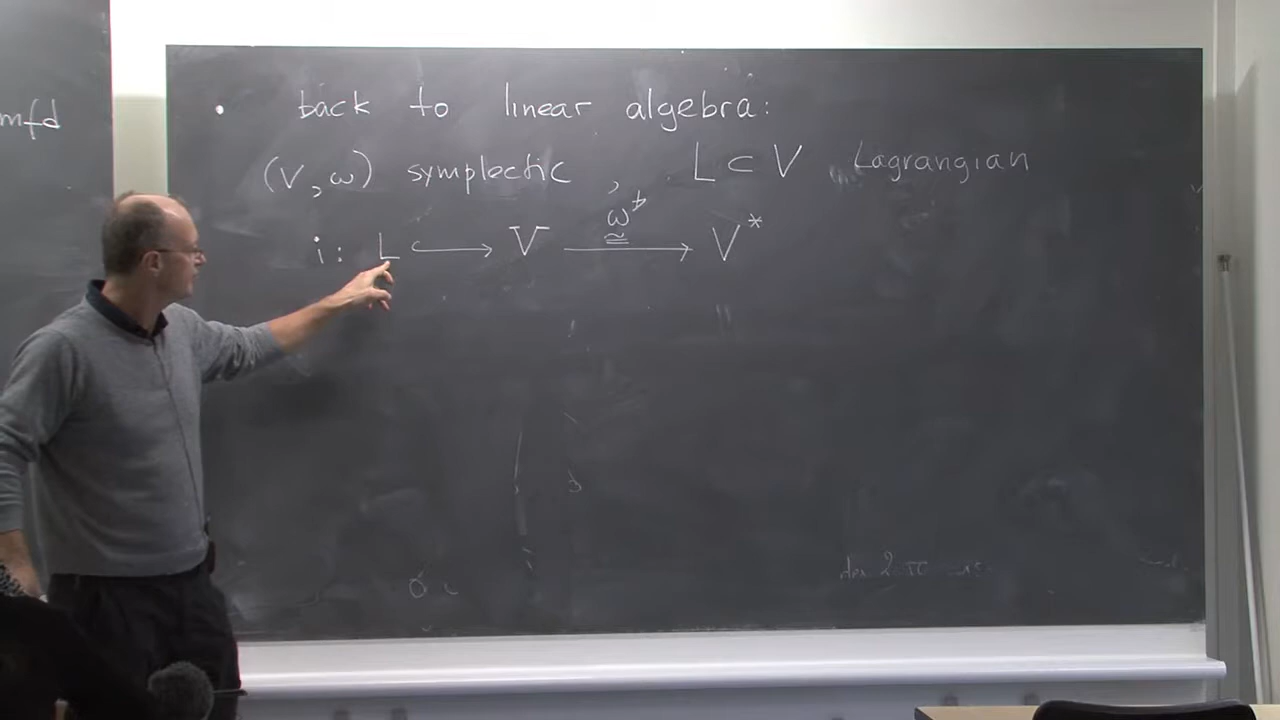 mfd
• back to linear algebra:
(V, ω) symplectic, L ⊂ V Lagrangian
i: L ↪ V ⟶ V*
ω♭
≅